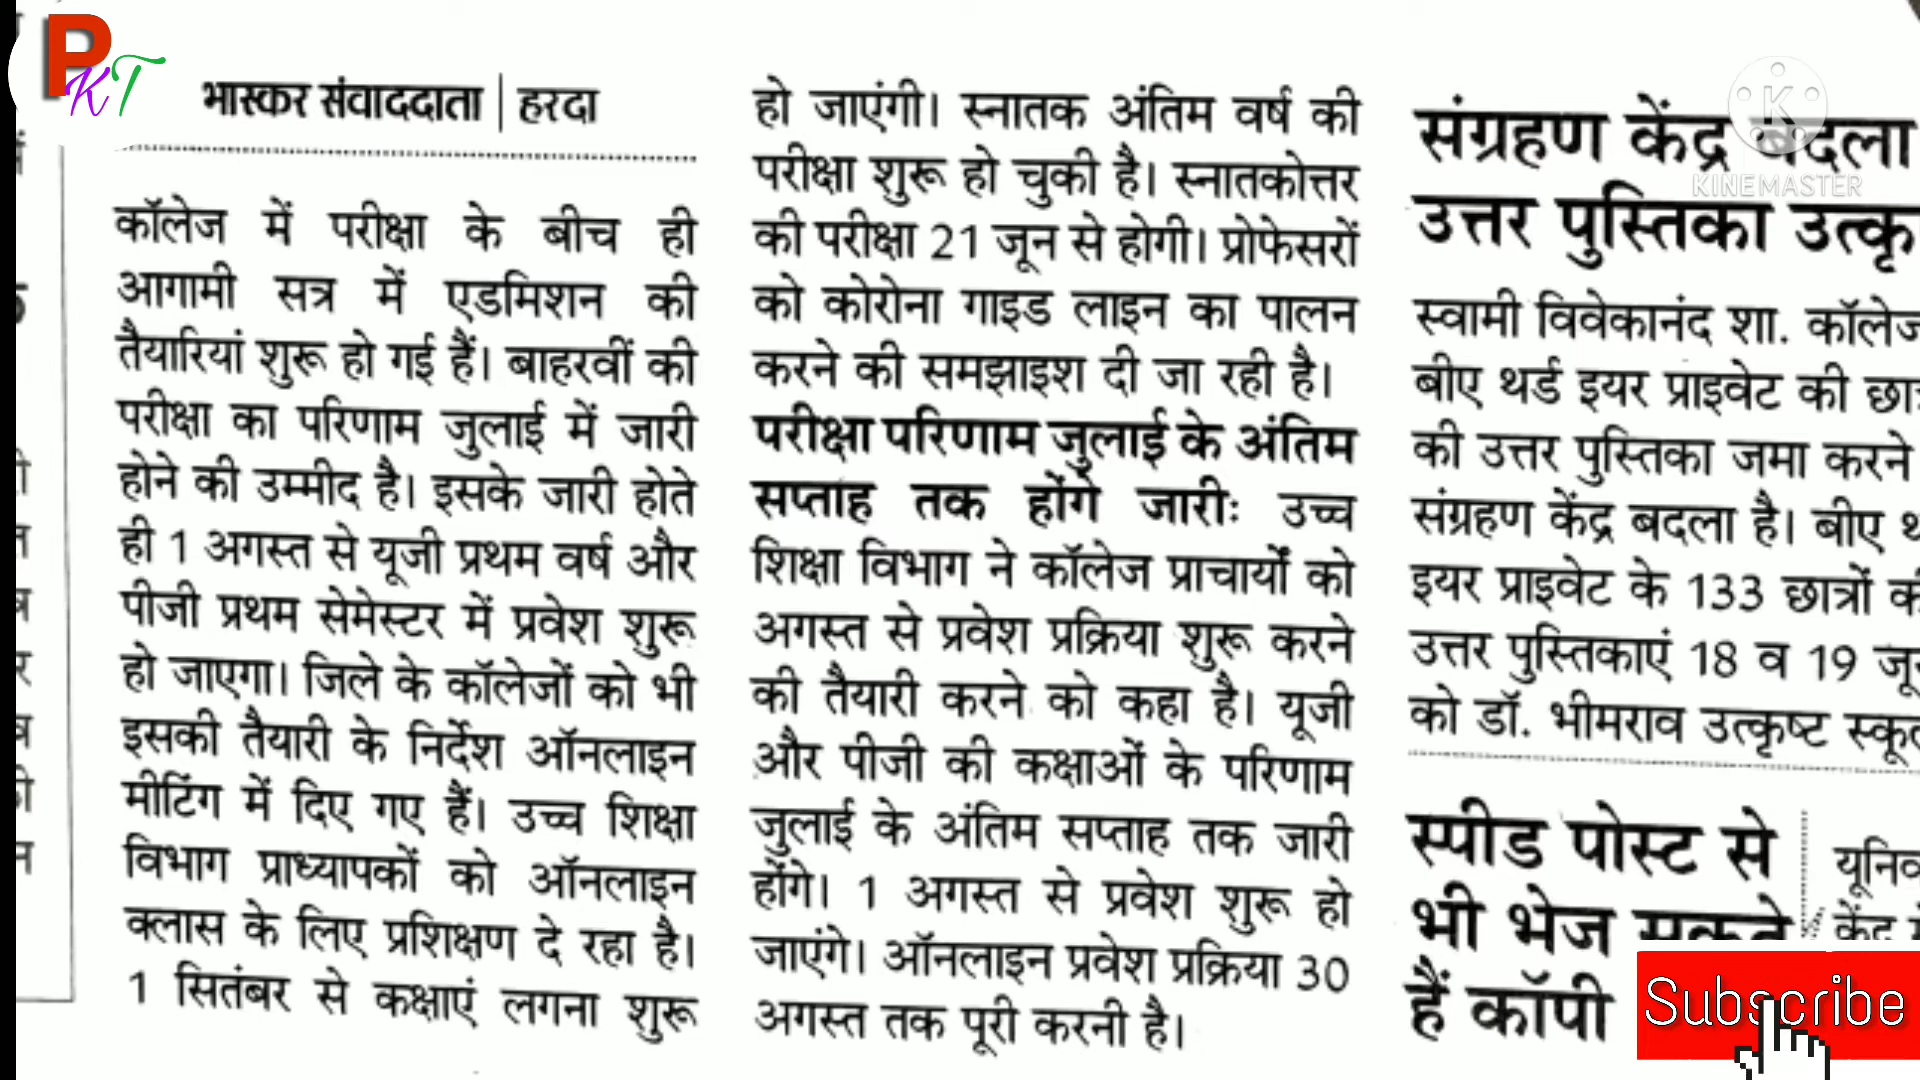 PKT
भास्कर संवाददाता | हरदा
कॉलेज में परीक्षा के बीच ही
आगामी सत्र में एडमिशन की
तैयारियां शुरू हो गई हैं। बाहरवीं की
परीक्षा का परिणाम जुलाई में जारी
होने की उम्मीद है। इसके जारी होते
ही 1 अगस्त से यूजी प्रथम वर्ष और
पीजी प्रथम सेमेस्टर में प्रवेश शुरू
हो जाएगा। जिले के कॉलेजों को भी
इसकी तैयारी के निर्देश ऑनलाइन
मीटिंग में दिए गए हैं। उच्च शिक्षा
विभाग प्राध्यापकों को ऑनलाइन
क्लास के लिए प्रशिक्षण दे रहा है।
1 सितंबर से कक्षाएं लगना शुरू
हो जाएंगी। स्नातक अंतिम वर्ष की
परीक्षा शुरू हो चुकी है। स्नातकोत्तर
की परीक्षा 21 जून से होगी। प्रोफेसरों
को कोरोना गाइड लाइन का पालन
करने की समझाइश दी जा रही है।
परीक्षा परिणाम जुलाई के अंतिम
सप्ताह तक होंगे जारीः उच्च
शिक्षा विभाग ने कॉलेज प्राचार्यों को
अगस्त से प्रवेश प्रक्रिया शुरू करने
की तैयारी करने को कहा है। यूजी
और पीजी की कक्षाओं के परिणाम
जुलाई के अंतिम सप्ताह तक जारी
होंगे। 1 अगस्त से प्रवेश शुरू हो
जाएंगे। ऑनलाइन प्रवेश प्रक्रिया 30
अगस्त तक पूरी करनी है।
संग्रहण केंद्र बदला
उत्तर पुस्तिका
स्वामी विवेकानंद शा. कॉलेज
बीए थर्ड इयर प्राइवेट की
की उत्तर पुस्तिका जमा करने
संग्रहण केंद्र बदला है। बीए
इयर प्राइवेट के 133 छात्रों
उत्तर पुस्तिकाएं 18 व 19
को डॉ. भीमराव उत्कृष्ट
स्पीड पोस्ट से
भी भेज सकते
हैं कॉपी
K
KINEMASTER
Subscribe